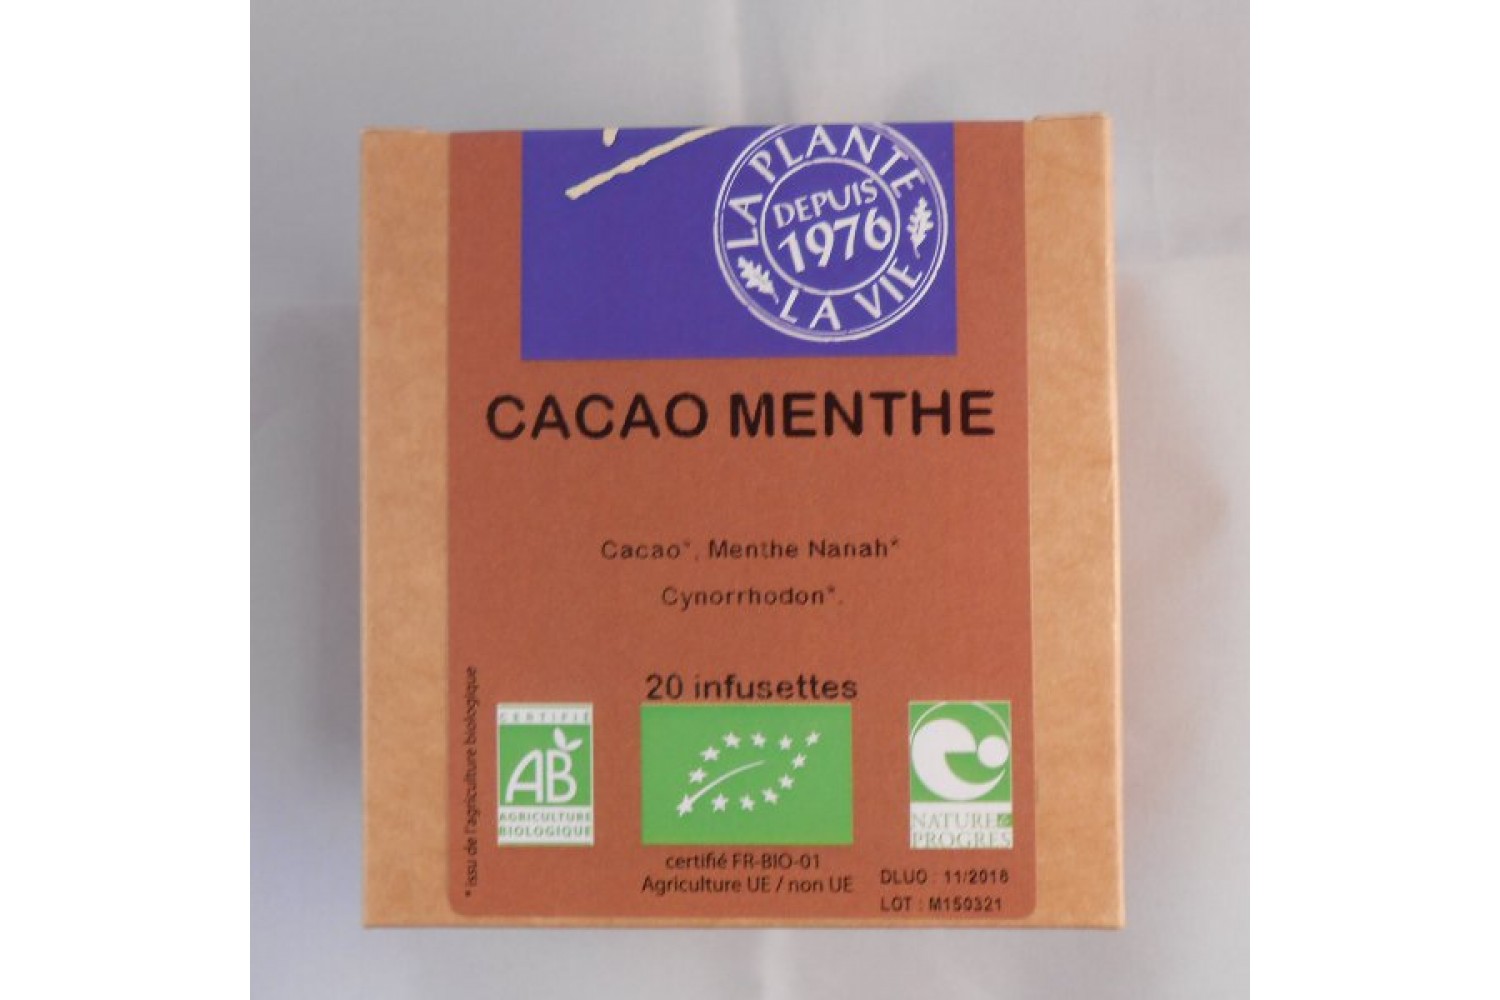 LA PLANTE
DEPUIS
1976
LA VIE
CACAO MENTHE
Cacao*, Menthe Nanah*
Cynorrhodon*.
20 infusettes
* issu de l'agriculture biologique
CERTIFIÉ
AB
AGRICULTURE
BIOLOGIQUE
certifié FR-BIO-01
Agriculture UE / non UE
NATURE &
PROGRES
DLUO : 11/2018
LOT : M150321